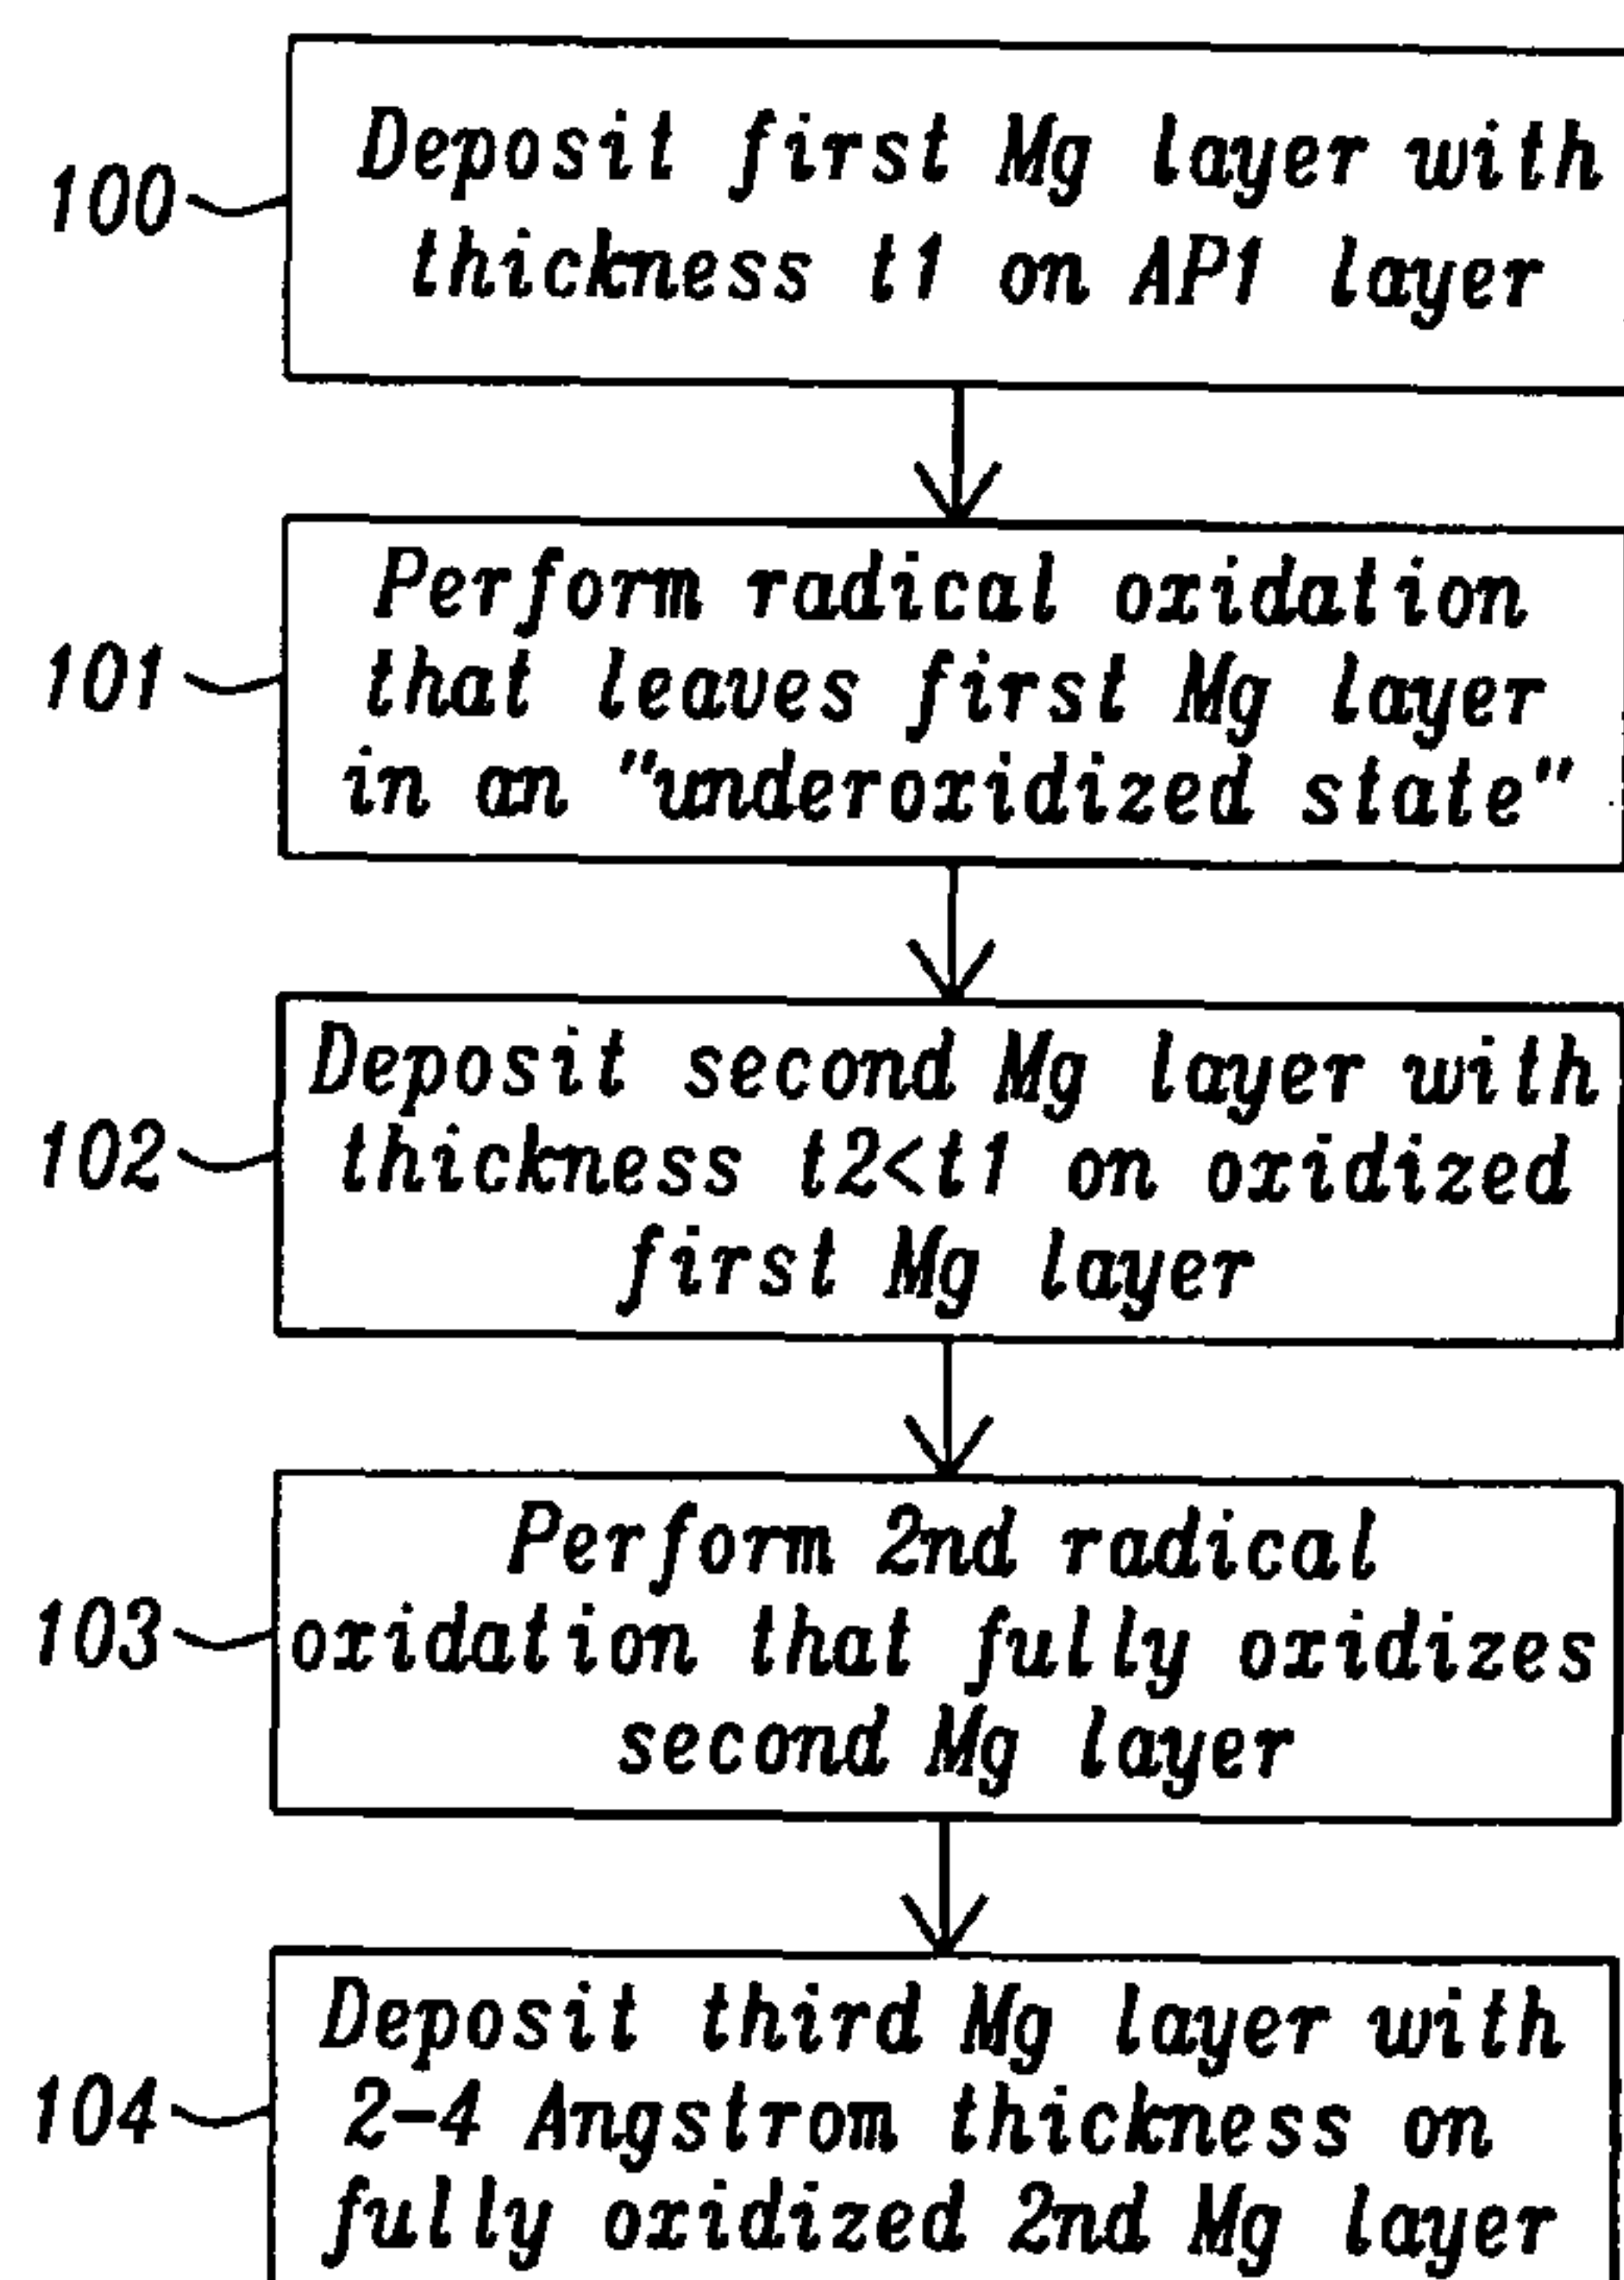 100
Deposit first Mg layer with
thickness t1 on AP1 layer
101
Perform radical oxidation
that leaves first Mg layer
in an "underoxidized state"
102
Deposit second Mg layer with
thickness t2<t1 on oxidized
first Mg layer
103
Perform 2nd radical
oxidation that fully oxidizes
second Mg layer
104
Deposit third Mg layer with
2-4 Angstrom thickness on
fully oxidized 2nd Mg layer